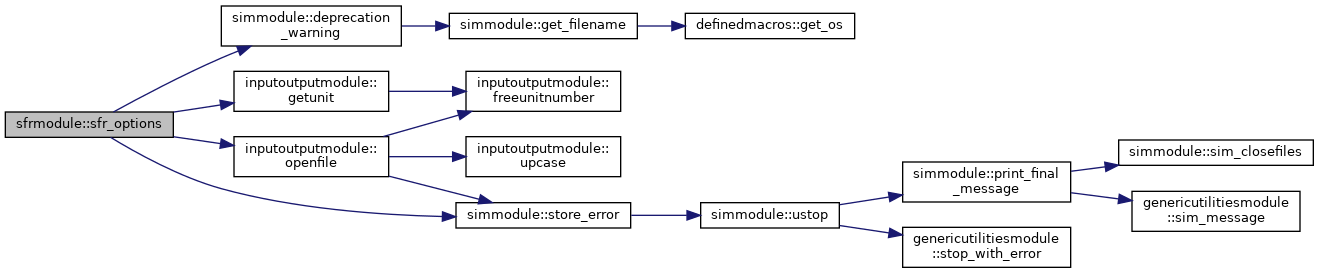 sfrmodule::sfr_options
simmodule::deprecation
_warning
simmodule::get_filename
definedmacros::get_os
inputoutputmodule::
getunit
inputoutputmodule::
freeunitnumber
inputoutputmodule::
openfile
inputoutputmodule::
upcase
simmodule::store_error
simmodule::ustop
simmodule::print_final
_message
simmodule::sim_closefiles
genericutilitiesmodule
::sim_message
genericutilitiesmodule
::stop_with_error